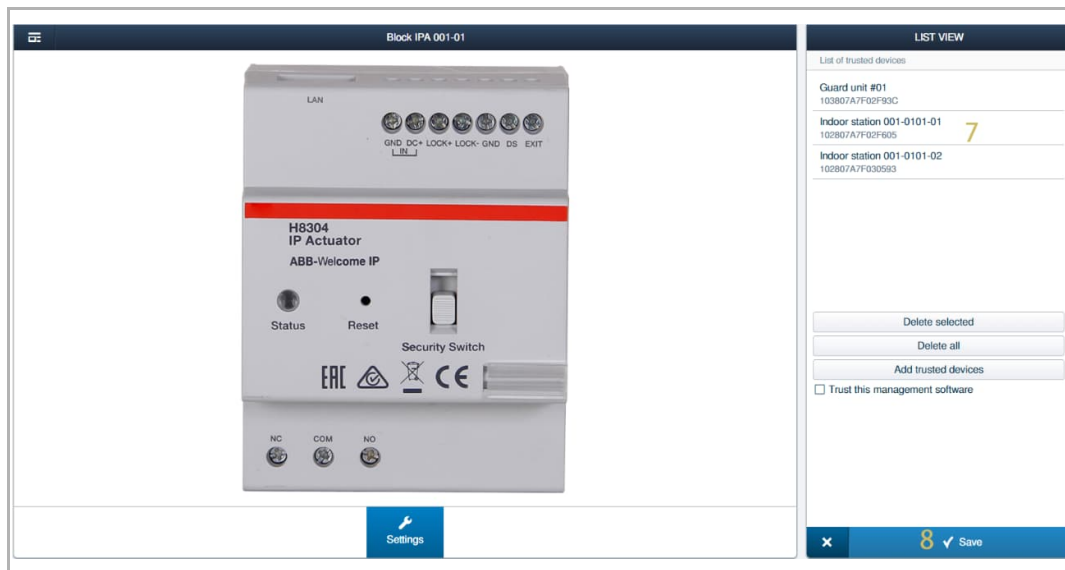 Block IPA 001-01
LAN
GND DC+ LOCK+ LOCK- GND DS EXIT
IN
H8304
IP Actuator
ABB-Welcome IP
Status Reset
Security Switch
EAC CE
NC COM NO
Settings
LIST VIEW
List of trusted devices
Guard unit #01
103807A7F02F93C
Indoor station 001-0101-01
102807A7F02F605
7
Indoor station 001-0101-02
102807A7F030593
Delete selected
Delete all
Add trusted devices
Trust this management software
8 Save